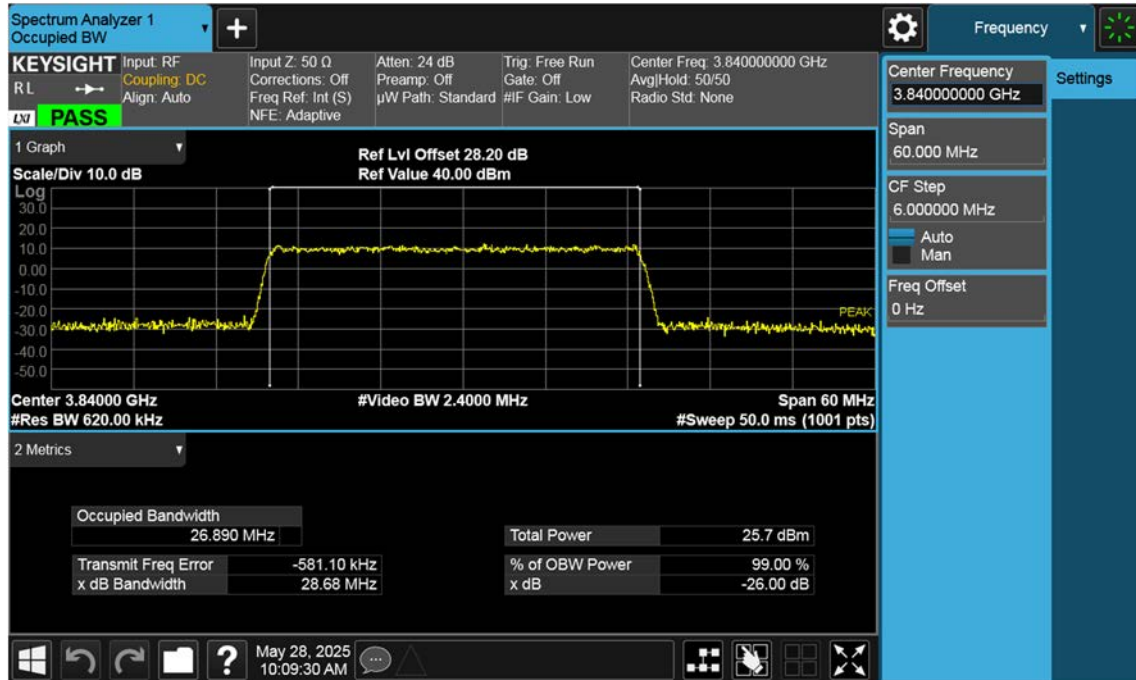 Spectrum Analyzer 1
Occupied BW
Frequency
KEYSIGHT
RL
LXI PASS
Input: RF
Coupling: DC
Align: Auto
Input Z: 50 Ω
Corrections: Off
Freq Ref: Int (S)
NFE: Adaptive
Atten: 24 dB
Preamp: Off
µW Path: Standard
Trig: Free Run
Gate: Off
#IF Gain: Low
Center Freq: 3.840000000 GHz
Avg|Hold: 50/50
Radio Std: None
Center Frequency
3.840000000 GHz
Settings
Span
60.000 MHz
CF Step
6.000000 MHz
Auto
Man
Freq Offset
0 Hz
1 Graph
Scale/Div 10.0 dB
Ref Lvl Offset 28.20 dB
Ref Value 40.00 dBm
Log
30.0
20.0
10.0
0.00
-10.0
-20.0
-30.0
-40.0
-50.0
PEAK
Center 3.84000 GHz
#Video BW 2.4000 MHz
Span 60 MHz
#Res BW 620.00 kHz
#Sweep 50.0 ms (1001 pts)
2 Metrics
Occupied Bandwidth
26.890 MHz
Total Power 25.7 dBm
Transmit Freq Error -581.10 kHz
% of OBW Power 99.00 %
x dB Bandwidth 28.68 MHz
x dB -26.00 dB
?
May 28, 2025
10:09:30 AM